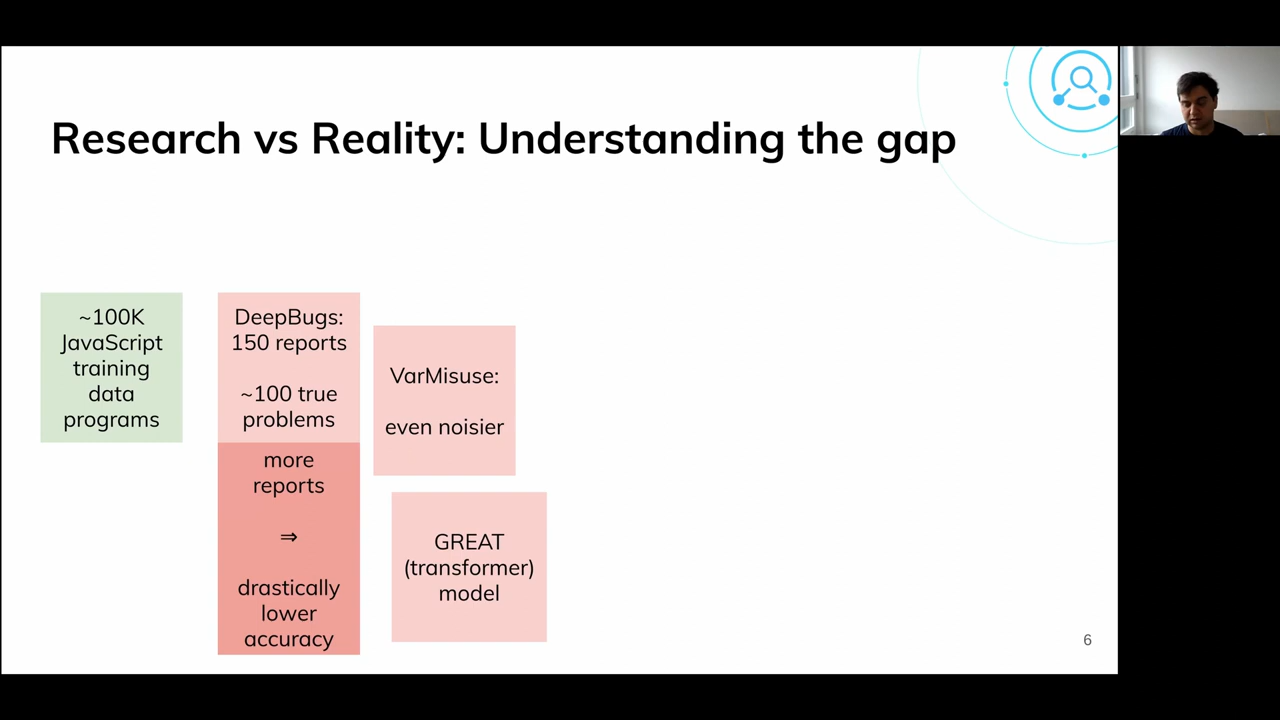 Research vs Reality: Understanding the gap
~100K
JavaScript
training
data
programs
DeepBugs:
150 reports
~100 true
problems
more
reports
⇒
drastically
lower
accuracy
VarMisuse:
even noisier
GREAT
(transformer)
model
6